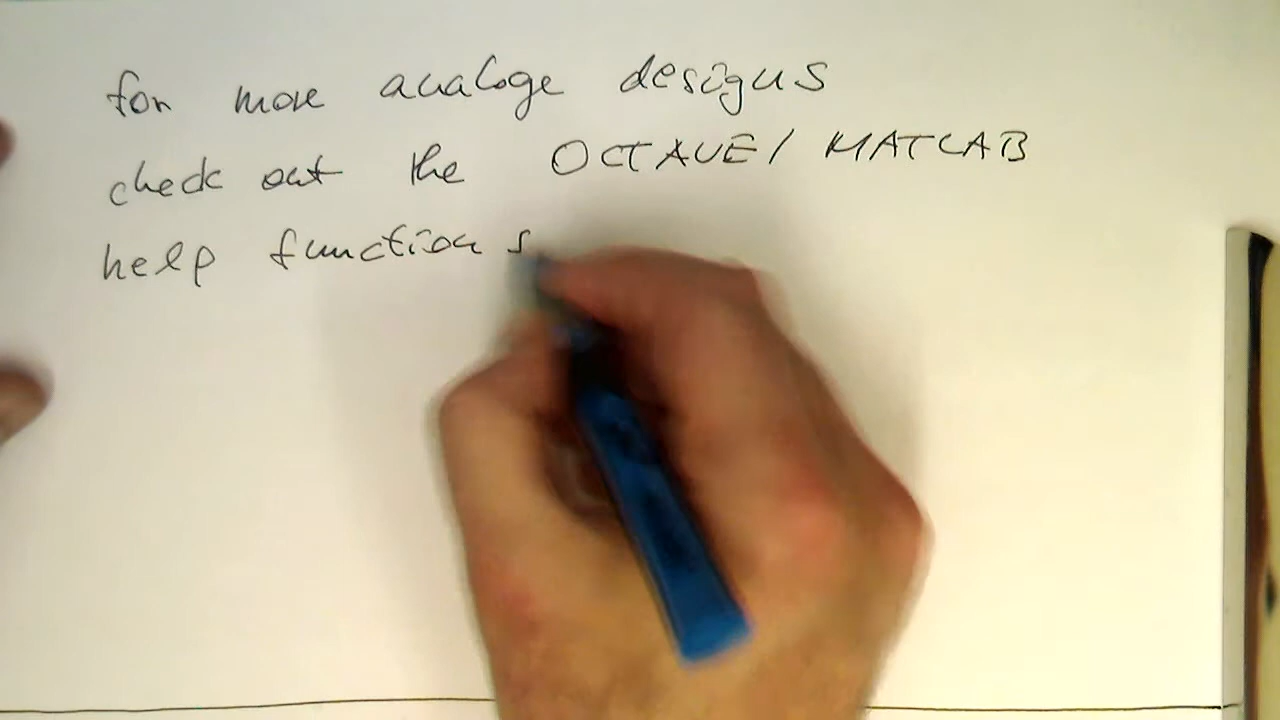 for more analoge designs
check out the OCTAVE/ MATLAB
help functions